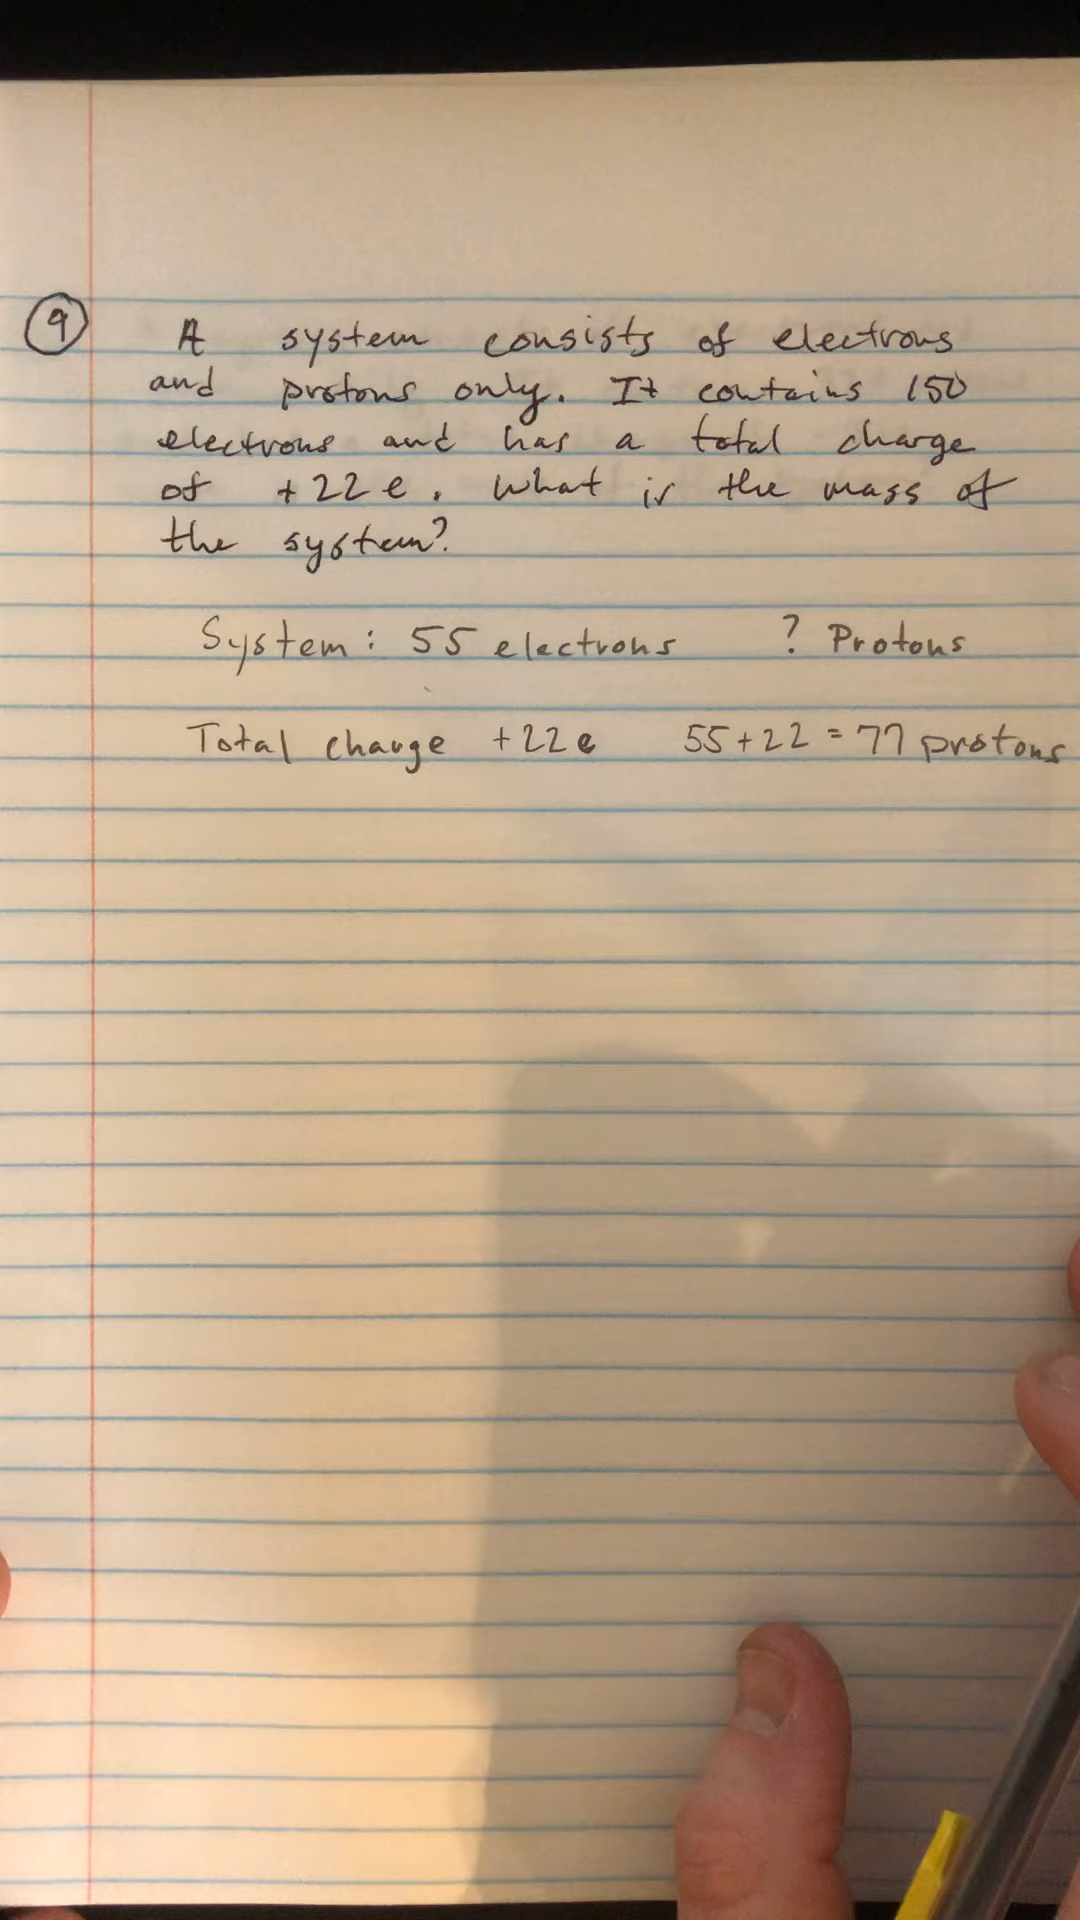 9
A system consists of electrons
and protons only. It contains 150
electrons and has a total charge
of +22e. What is the mass of
the system?
System: 55 electrons ? Protons
Total charge +22e 55+22=77 protons